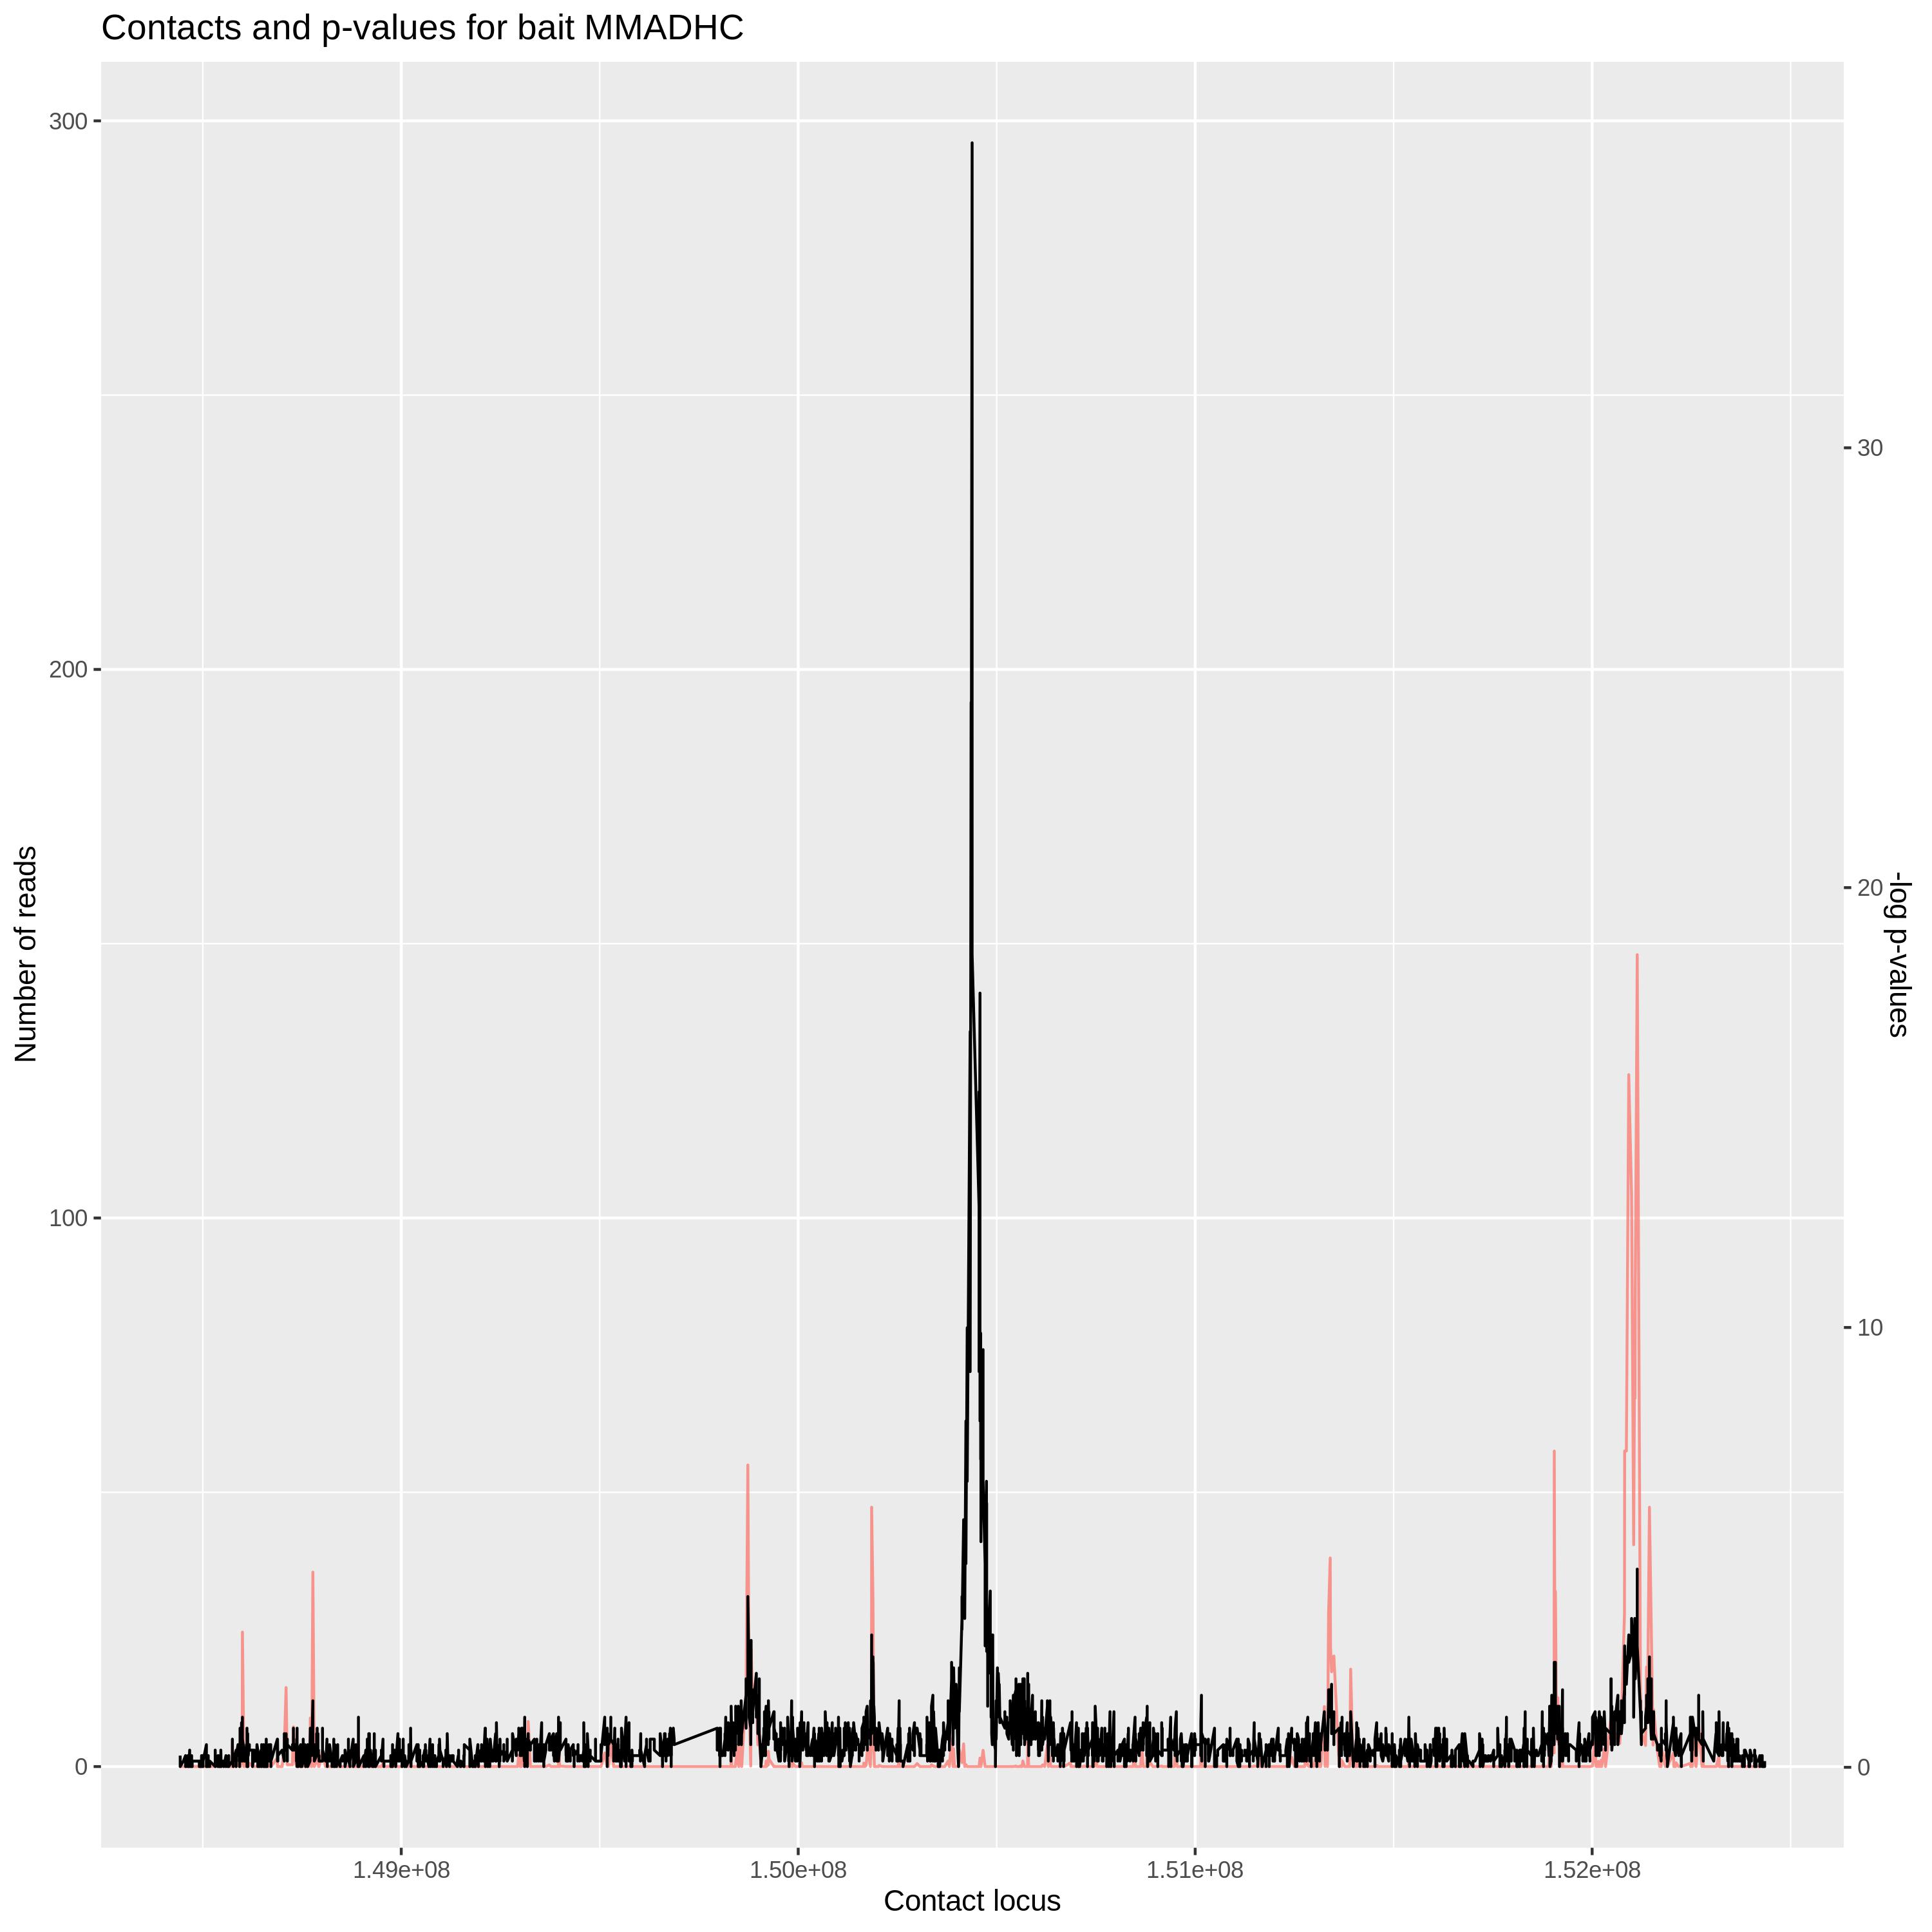 Contacts and p-values for bait MMADHC
300
200
100
0
Number of reads
30
20
10
0
-log p-values
1.49e+08
1.50e+08
1.51e+08
1.52e+08
Contact locus